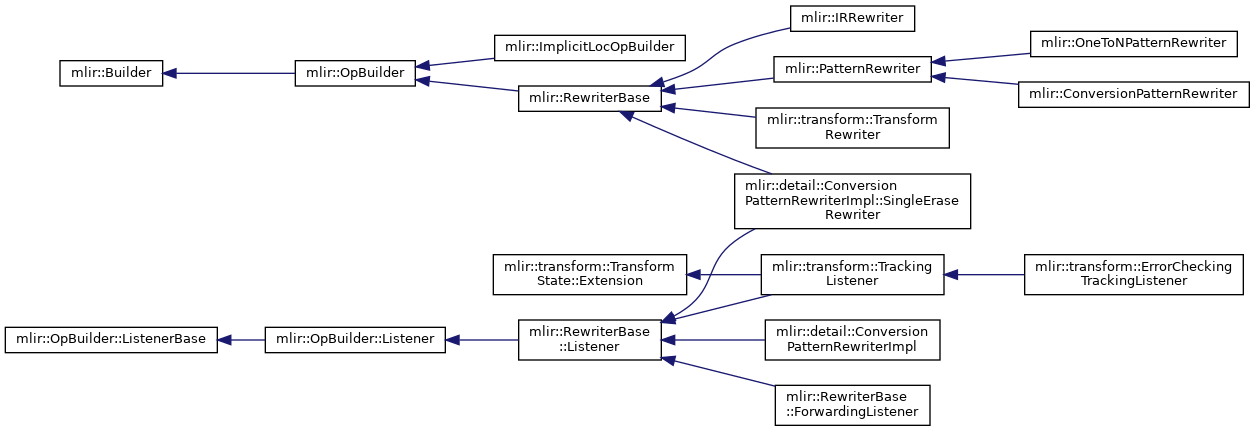 mlir::IRRewriter
mlir::OneToNPatternRewriter
mlir::ImplicitLocOpBuilder
mlir::Builder
mlir::OpBuilder
mlir::PatternRewriter
mlir::ConversionPatternRewriter
mlir::RewriterBase
mlir::transform::Transform
Rewriter
mlir::detail::Conversion
PatternRewriterImpl::SingleErase
Rewriter
mlir::transform::Transform
State::Extension
mlir::transform::Tracking
Listener
mlir::transform::ErrorChecking
TrackingListener
mlir::OpBuilder::ListenerBase
mlir::OpBuilder::Listener
mlir::RewriterBase
::Listener
mlir::detail::Conversion
PatternRewriterImpl
mlir::RewriterBase
::ForwardingListener